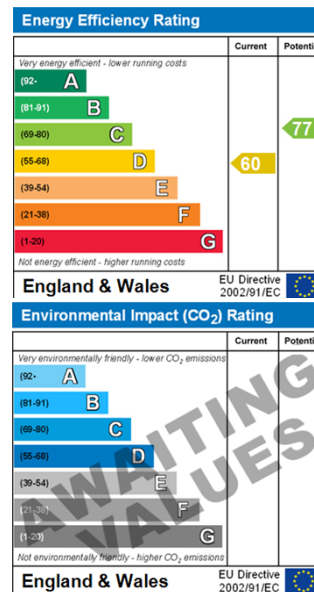 Energy Efficiency Rating
Current Potenti
Very energy efficient - lower running costs
(92- A
(81-91) B
(69-80) C
77
(55-68) D
60
(39-54) E
(21-38) F
(1-20) G
Not energy efficient - higher running costs
England & Wales
EU Directive
2002/91/EC
Environmental Impact (CO2) Rating
Current Potenti
Very environmentally friendly - lower CO2 emissions
(92- A
(81-91) B
(69-80) C
(55-68) D
(39-54) E
(21-38) F
(1-20) G
AWAITING
VALUES
Not environmentally friendly - higher CO2 emissions
England & Wales
EU Directive
2002/91/EC